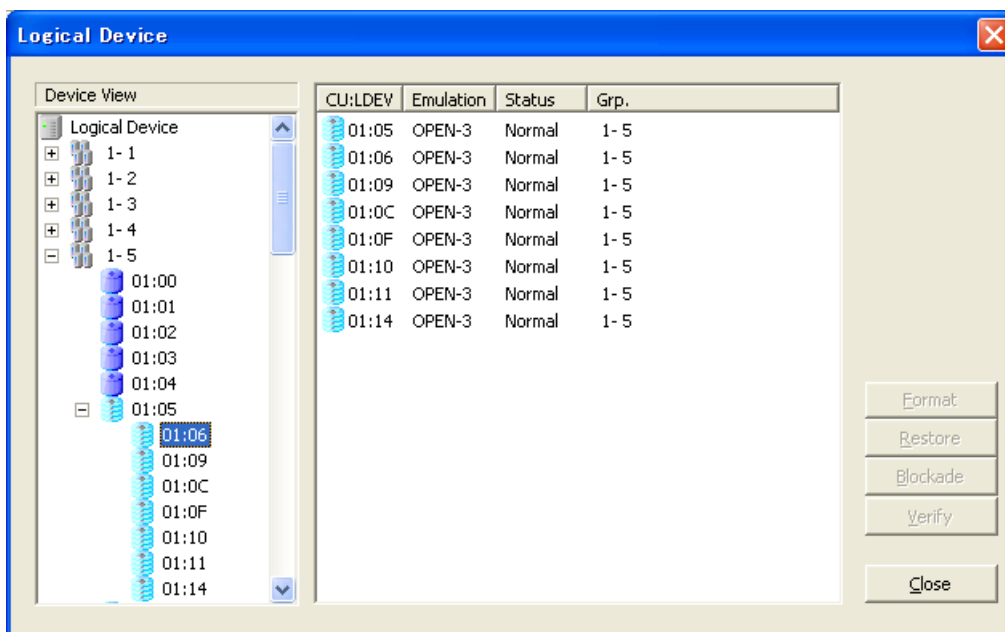 Logical Device
Device View
Logical Device
1- 1
1- 2
1- 3
1- 4
1- 5
01:00
01:01
01:02
01:03
01:04
01:05
01:06
01:09
01:0C
01:0F
01:10
01:11
01:14
CU:LDEV Emulation Status Grp.
01:05 OPEN-3 Normal 1- 5
01:06 OPEN-3 Normal 1- 5
01:09 OPEN-3 Normal 1- 5
01:0C OPEN-3 Normal 1- 5
01:0F OPEN-3 Normal 1- 5
01:10 OPEN-3 Normal 1- 5
01:11 OPEN-3 Normal 1- 5
01:14 OPEN-3 Normal 1- 5
Format
Restore
Blockade
Verify
Close